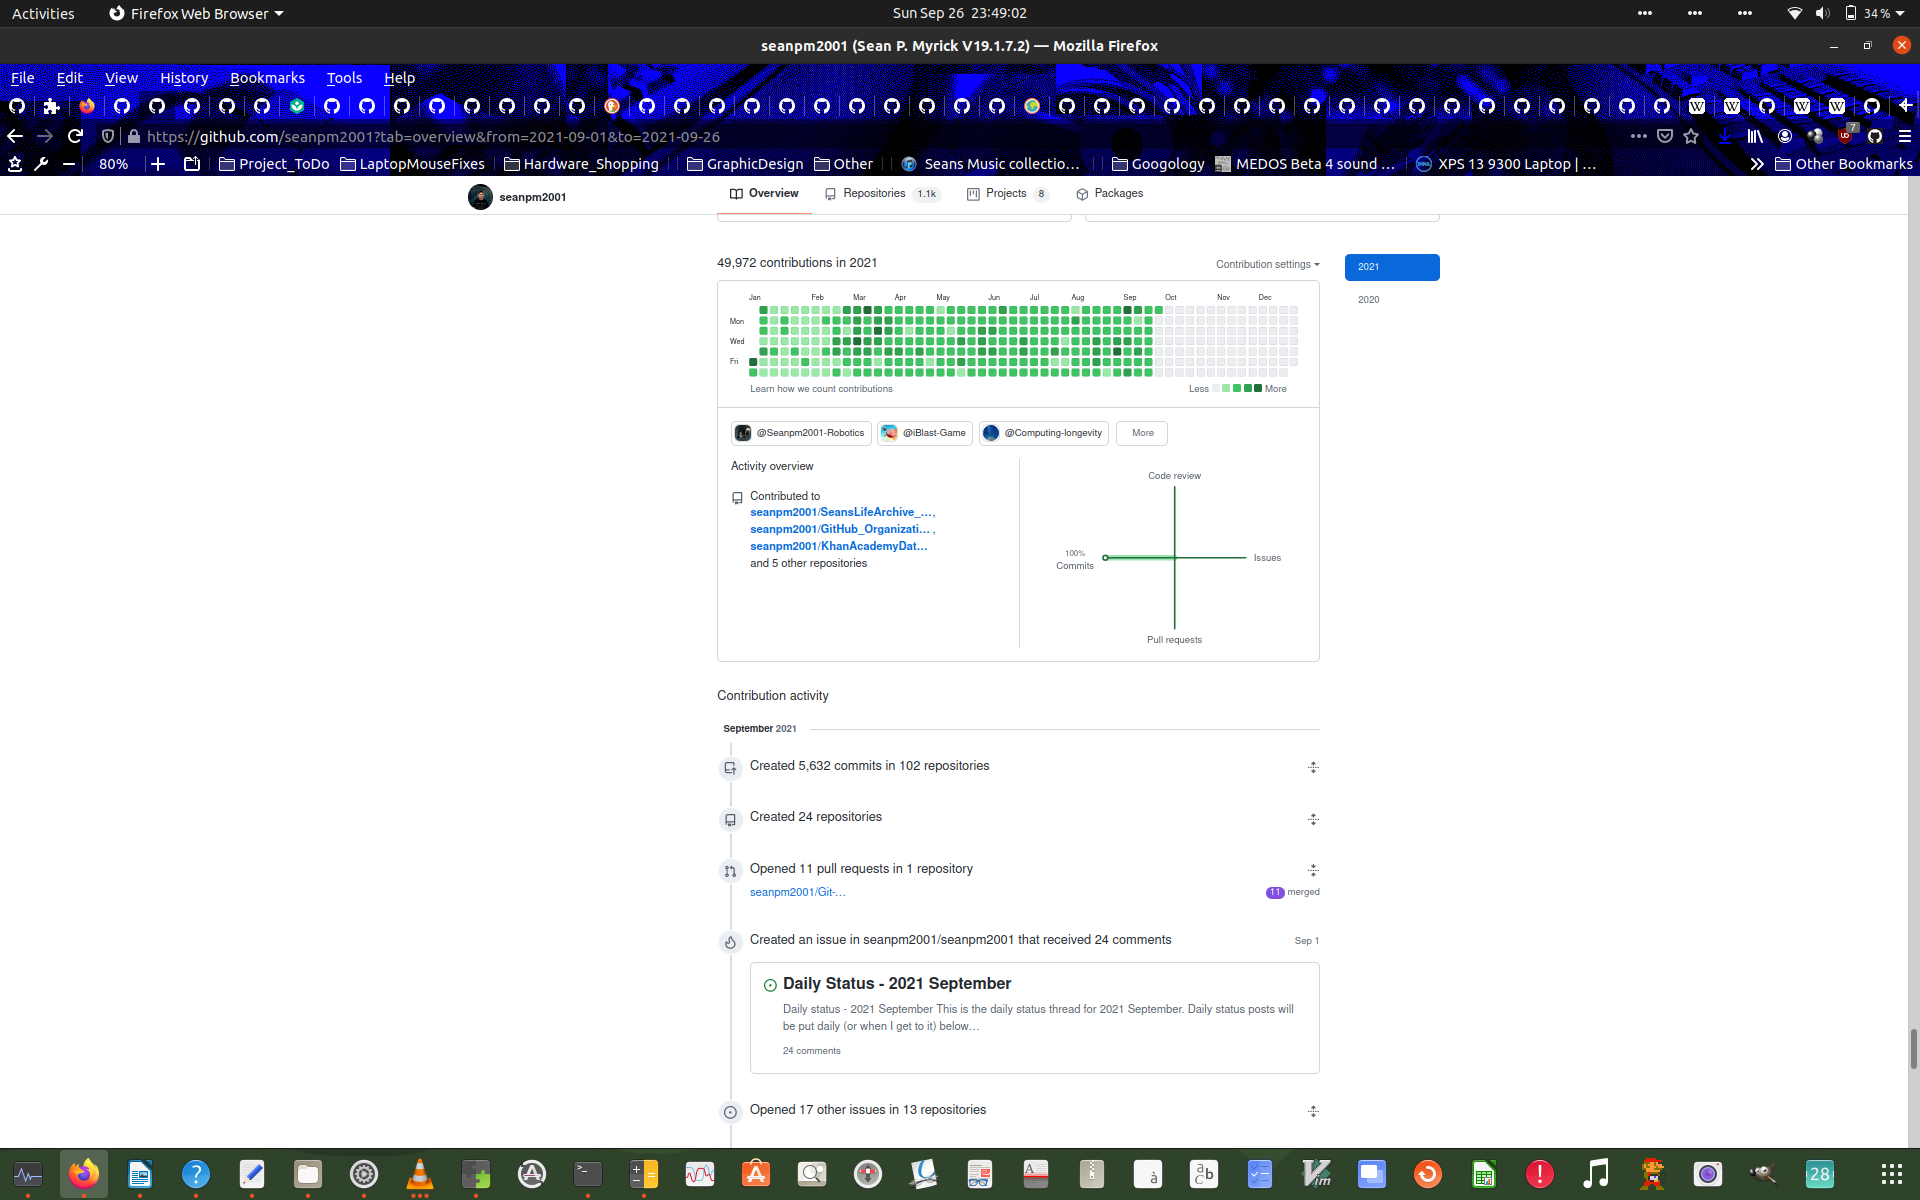 Activities
Firefox Web Browser
Sun Sep 26 23:49:02
34 %
seanpm2001 (Sean P. Myrick V19.1.7.2) — Mozilla Firefox
File Edit View History Bookmarks Tools Help
https://github.com/seanpm2001?tab=overview&from=2021-09-01&to=2021-09-26
7
80%
Project_ToDo
LaptopMouseFixes
Hardware_Shopping
GraphicDesign
Other
Seans Music collectio…
Googology
MEDOS Beta 4 sound …
XPS 13 9300 Laptop | …
Other Bookmarks
seanpm2001
Overview
Repositories 1.1k
Projects 8
Packages
49,972 contributions in 2021
Contribution settings
2021
2020
Jan Feb Mar Apr May Jun Jul Aug Sep Oct Nov Dec
Mon
Wed
Fri
Learn how we count contributions
Less More
@Seanpm2001-Robotics
@iBlast-Game
@Computing-longevity
More
Activity overview
Contributed to
seanpm2001/SeansLifeArchive_…,
seanpm2001/GitHub_Organizati… ,
seanpm2001/KhanAcademyDat…
and 5 other repositories
Code review
100%
Commits
Issues
Pull requests
Contribution activity
September 2021
Created 5,632 commits in 102 repositories
Created 24 repositories
Opened 11 pull requests in 1 repository
seanpm2001/Git-…
11 merged
Created an issue in seanpm2001/seanpm2001 that received 24 comments
Sep 1
Daily Status - 2021 September
Daily status - 2021 September This is the daily status thread for 2021 September. Daily status posts will
be put daily (or when I get to it) below…
24 comments
Opened 17 other issues in 13 repositories
28